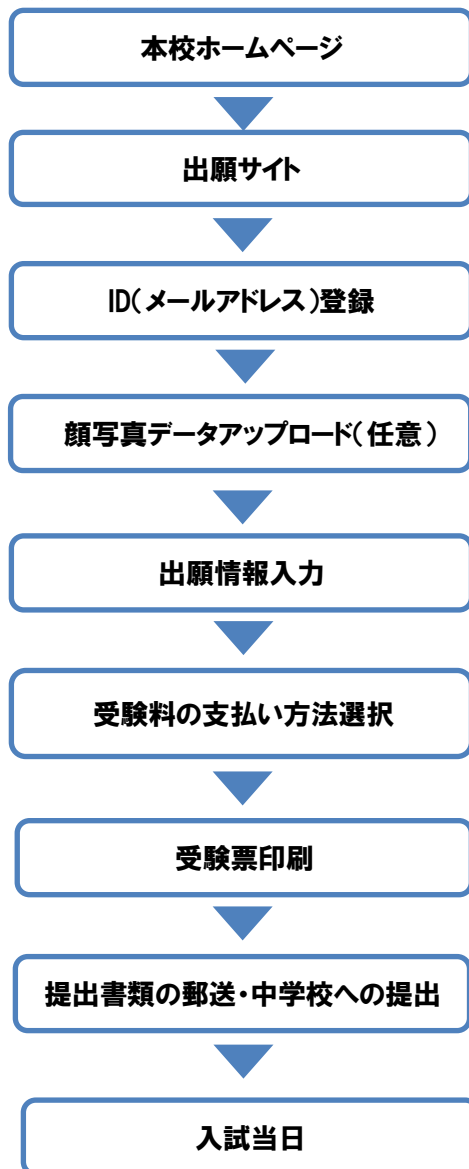 本校ホームページ
出願サイト
ID(メールアドレス)登録
顔写真データアップロード(任意)
出願情報入力
受験料の支払い方法選択
受験票印刷
提出書類の郵送・中学校への提出
入試当日